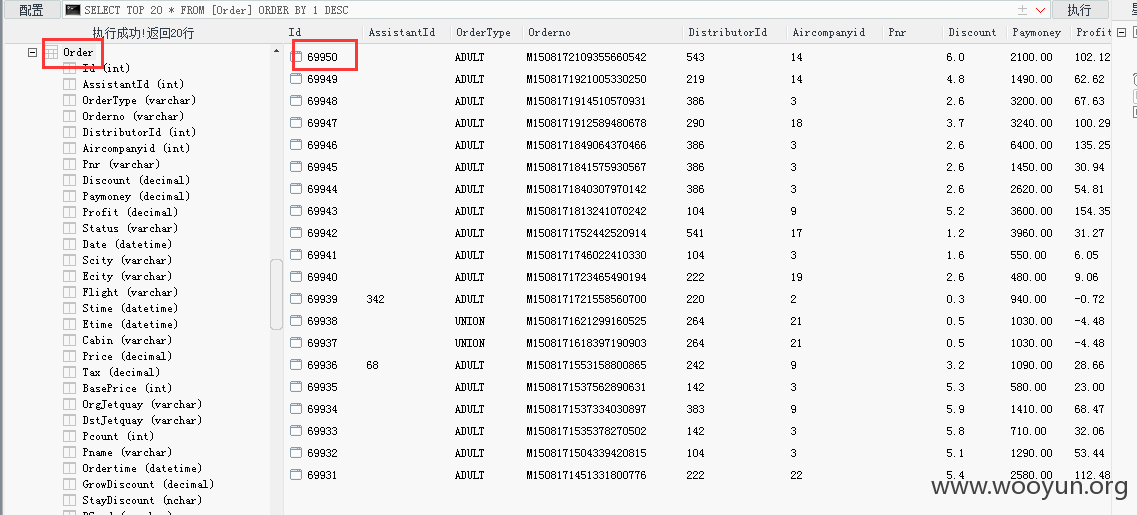 配置 SELECT TOP 20 * FROM [Order] ORDER BY 1 DESC 执行
执行成功!返回20行
Order
Id (int)
AssistantId (int)
OrderType (varchar)
Orderno (varchar)
DistributorId (int)
Aircompanyid (int)
Pnr (varchar)
Discount (decimal)
Paymoney (decimal)
Profit (decimal)
Status (varchar)
Date (datetime)
Scity (varchar)
Ecity (varchar)
Flight (varchar)
Stime (datetime)
Etime (datetime)
Cabin (varchar)
Price (decimal)
Tax (decimal)
BasePrice (int)
OrgJetquay (varchar)
DstJetquay (varchar)
Pcount (int)
Pname (varchar)
Ordertime (datetime)
GrowDiscount (decimal)
StayDiscount (nchar)
Id AssistantId OrderType Orderno DistributorId Aircompanyid Pnr Discount Paymoney Profit
69950 ADULT M1508172109355660542 543 14 6.0 2100.00 102.12
69949 ADULT M1508171921005330250 219 14 4.8 1490.00 62.62
69948 ADULT M1508171914510570931 386 3 2.6 3200.00 67.63
69947 ADULT M1508171912589480678 290 18 3.7 3240.00 100.29
69946 ADULT M1508171849064370466 386 3 2.6 6400.00 135.25
69945 ADULT M1508171841575930567 386 3 2.6 1450.00 30.94
69944 ADULT M1508171840307970142 386 3 2.6 2620.00 54.81
69943 ADULT M1508171813241070242 104 9 5.2 3600.00 154.35
69942 ADULT M1508171752442520914 541 17 1.2 3960.00 31.27
69941 ADULT M1508171746022410330 104 3 1.6 550.00 6.05
69940 ADULT M1508171723465490194 222 19 2.6 480.00 9.06
69939 342 ADULT M1508171721558560700 220 2 0.3 940.00 -0.72
69938 UNION M1508171621299160525 264 21 0.5 1030.00 -4.48
69937 UNION M1508171618397190903 264 21 0.5 1030.00 -4.48
69936 68 ADULT M1508171553158800865 242 9 3.2 1090.00 28.66
69935 ADULT M1508171537562890631 142 3 5.3 580.00 23.00
69934 ADULT M1508171537334030897 383 9 5.9 1410.00 68.47
69933 ADULT M1508171535378270502 142 3 5.8 710.00 32.06
69932 ADULT M1508171504339420815 104 3 5.1 1290.00 53.44
69931 ADULT M1508171451331800776 222 22 5.4 2580.00 112.48
www.wooyun.org